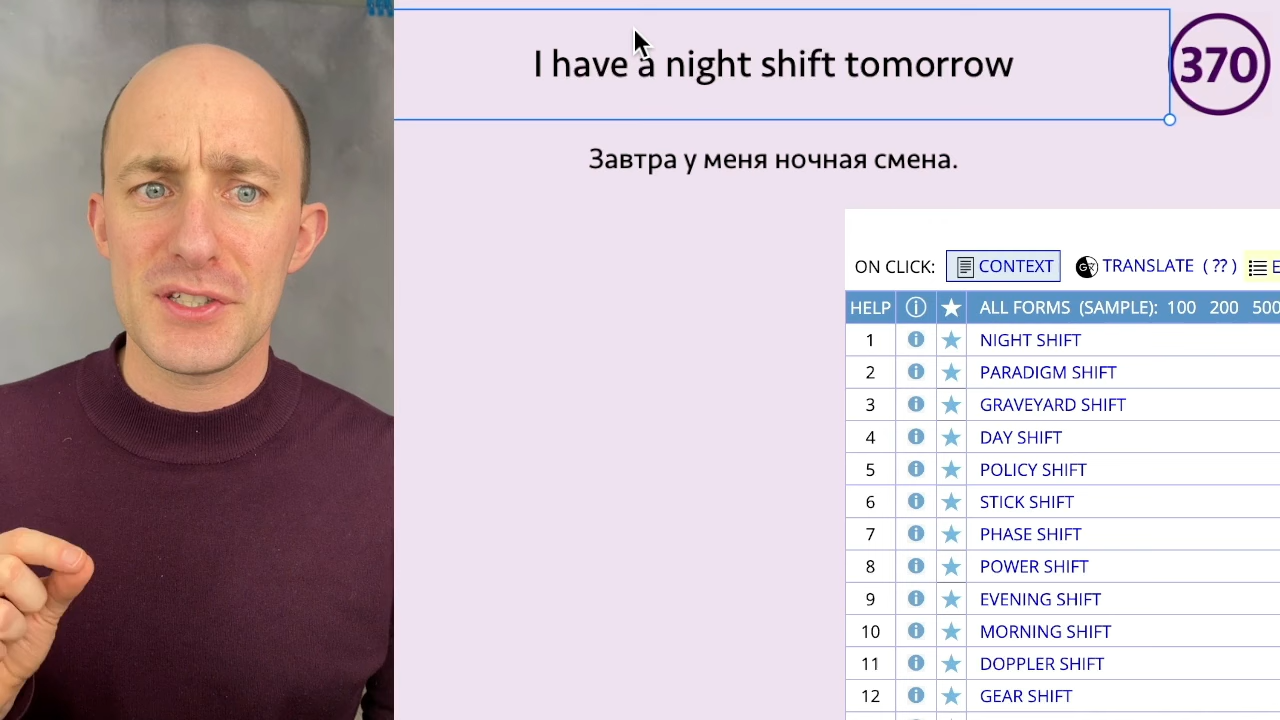 I have a night shift tomorrow
370
Завтра у меня ночная смена.
ON CLICK: CONTEXT TRANSLATE ( ?? ) E
HELP ALL FORMS (SAMPLE): 100 200 500
1 NIGHT SHIFT
2 PARADIGM SHIFT
3 GRAVEYARD SHIFT
4 DAY SHIFT
5 POLICY SHIFT
6 STICK SHIFT
7 PHASE SHIFT
8 POWER SHIFT
9 EVENING SHIFT
10 MORNING SHIFT
11 DOPPLER SHIFT
12 GEAR SHIFT